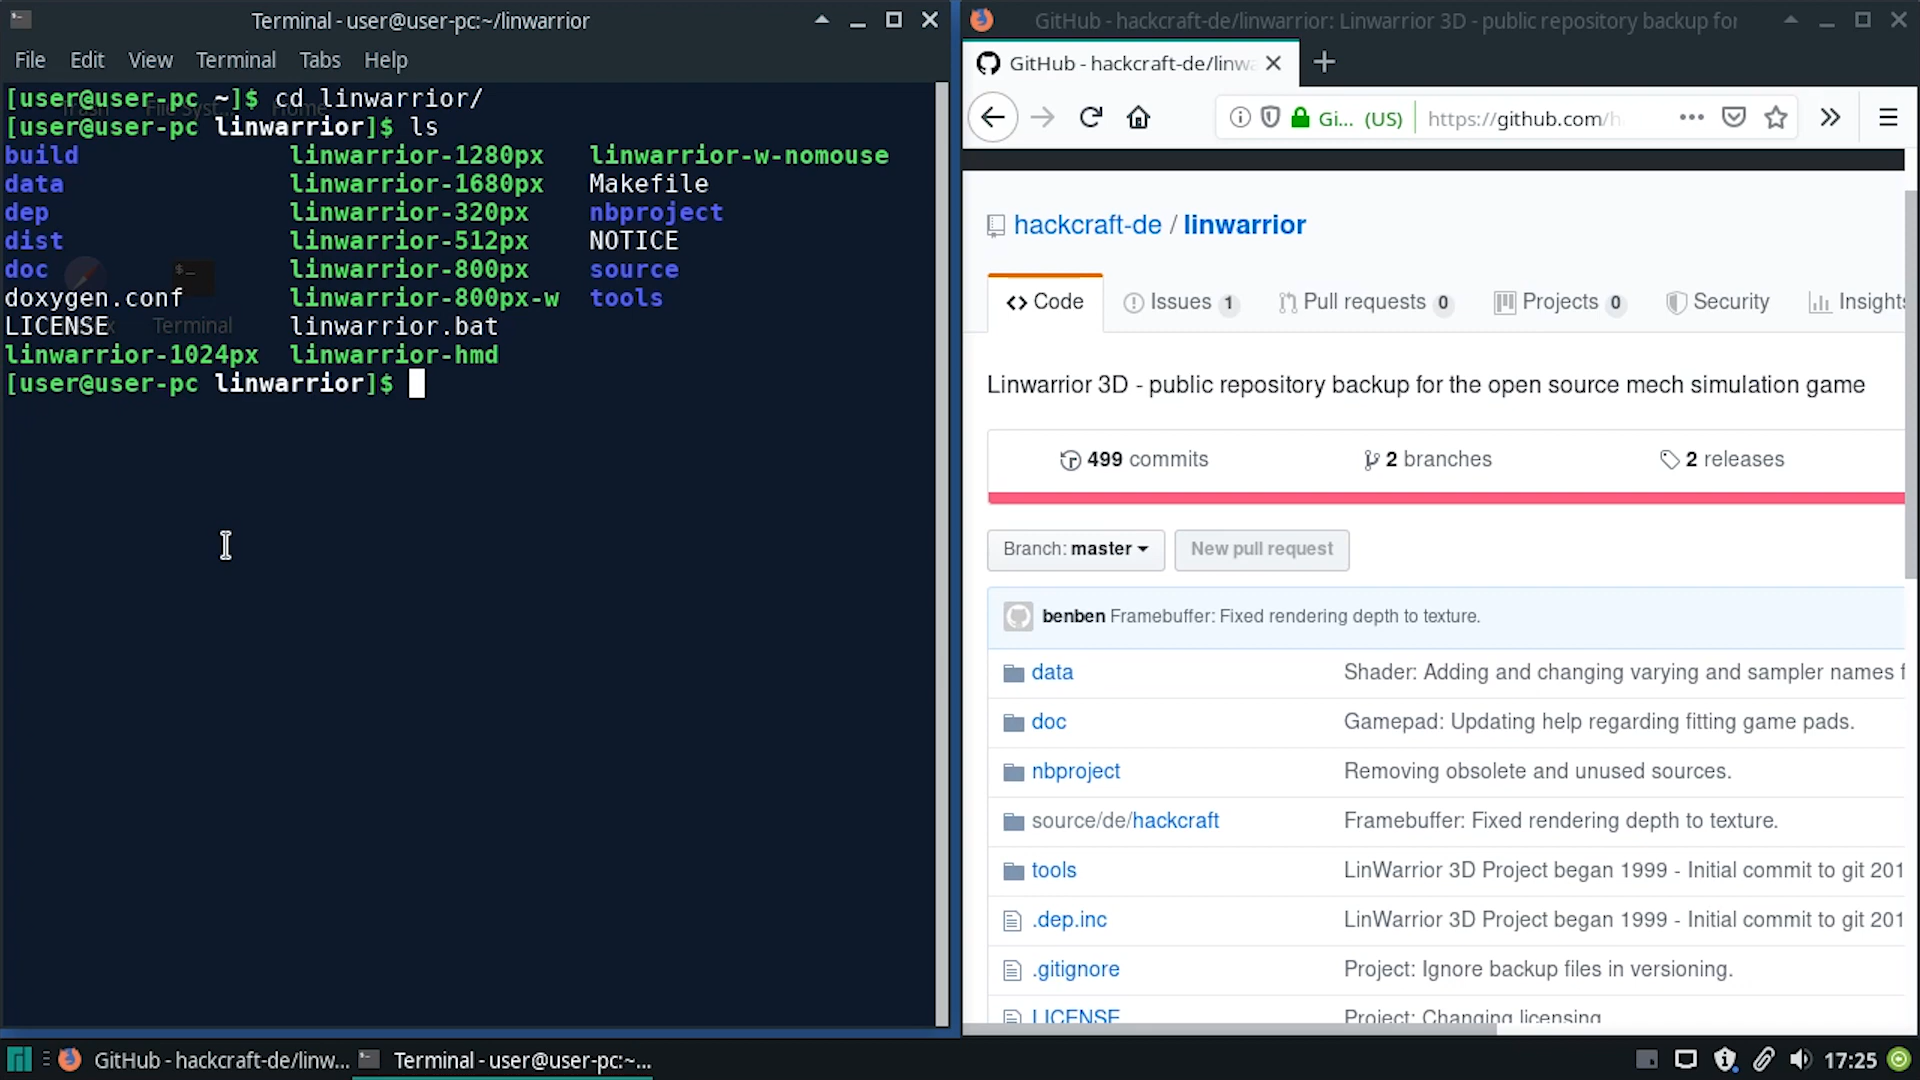 Terminal - user@user-pc:~/linwarrior
File Edit View Terminal Tabs Help
[user@user-pc ~]$ cd linwarrior/
[user@user-pc linwarrior]$ ls
build linwarrior-1280px linwarrior-w-nomouse
data linwarrior-1680px Makefile
dep linwarrior-320px nbproject
dist linwarrior-512px NOTICE
doc linwarrior-800px source
doxygen.conf linwarrior-800px-w tools
LICENSE linwarrior.bat
linwarrior-1024px linwarrior-hmd
[user@user-pc linwarrior]$
Terminal
GitHub - hackcraft-de/linwarrior: Linwarrior 3D - public repository backup for
GitHub - hackcraft-de/linwa
Gi... (US) https://github.com/h
hackcraft-de / linwarrior
Code Issues 1 Pull requests 0 Projects 0 Security Insights
Linwarrior 3D - public repository backup for the open source mech simulation game
499 commits 2 branches 2 releases
Branch: master New pull request
benben Framebuffer: Fixed rendering depth to texture.
data Shader: Adding and changing varying and sampler names f
doc Gamepad: Updating help regarding fitting game pads.
nbproject Removing obsolete and unused sources.
source/de/hackcraft Framebuffer: Fixed rendering depth to texture.
tools LinWarrior 3D Project began 1999 - Initial commit to git 201
.dep.inc LinWarrior 3D Project began 1999 - Initial commit to git 201
.gitignore Project: Ignore backup files in versioning.
LICENSE Project: Changing licensing
GitHub - hackcraft-de/linw... Terminal - user@user-pc:~... 17:25